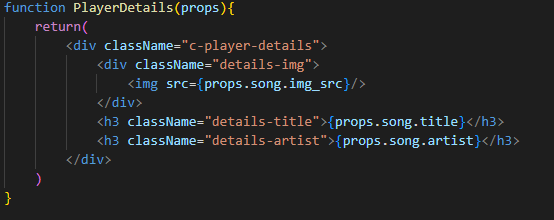 function PlayerDetails(props){
    return(
        <div className="c-player-details">
            <div className="details-img">
                <img src={props.song.img_src}/>
            </div>
            <h3 className="details-title">{props.song.title}</h3>
            <h3 className="details-artist">{props.song.artist}</h3>
        </div>
    )
}